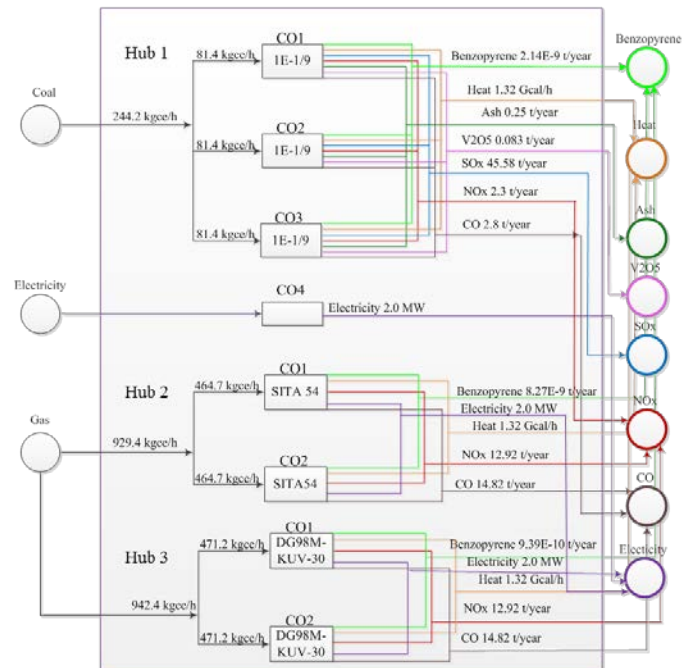 Benzopyrene
Hub 1
CO1
1E-1/9
81.4 kgce/h
Benzopyrene 2.14E-9 t/year
Coal
244.2 kgce/h
Heat 1.32 Gcal/h
Ash 0.25 t/year
Heat
CO2
1E-1/9
81.4 kgce/h
V2O5 0.083 t/year
SOx 45.58 t/year
NOx 2.3 t/year
Ash
CO3
1E-1/9
81.4 kgce/h
CO 2.8 t/year
V2O5
Electricity
CO4
Electricity 2.0 MW
SOx
Hub 2
CO1
SITA 54
464.7 kgce/h
Benzopyrene 8.27E-9 t/year
Electricity 2.0 MW
Heat 1.32 Gcal/h
NOx
Gas
929.4 kgce/h
NOx 12.92 t/year
CO2
SITA54
464.7 kgce/h
CO 14.82 t/year
CO
Hub 3
CO1
DG98M-
KUV-30
471.2 kgce/h
Benzopyrene 9.39E-10 t/year
Electricity 2.0 MW
Heat 1.32 Gcal/h
Electicity
942.4 kgce/h
NOx 12.92 t/year
CO2
DG98M-
KUV-30
471.2 kgce/h
CO 14.82 t/year